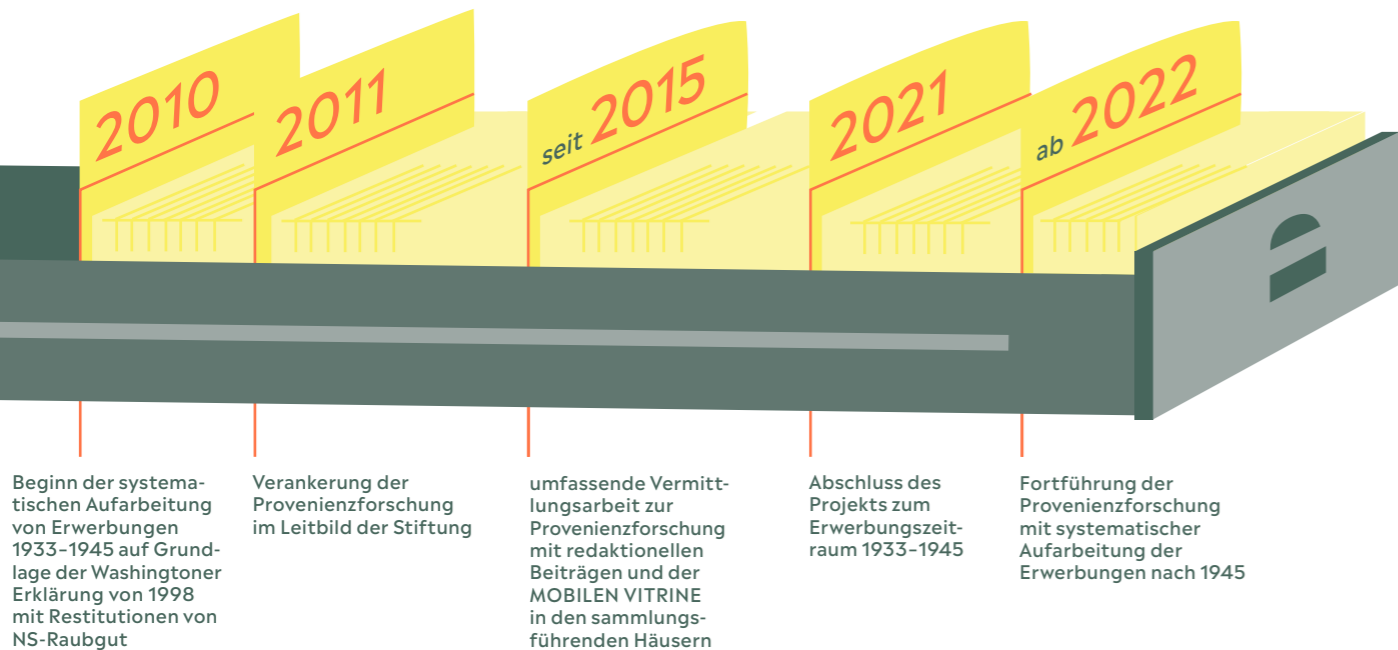 2010
2011
seit 2015
2021
ab 2022
Beginn der systema-
tischen Aufarbeitung
von Erwerbungen
1933–1945 auf Grund-
lage der Washingtoner
Erklärung von 1998
mit Restitutionen von
NS-Raubgut
Verankerung der
Provenienzforschung
im Leitbild der Stiftung
umfassende Vermitt-
lungsarbeit zur
Provenienzforschung
mit redaktionellen
Beiträgen und der
MOBILEN VITRINE
in den sammlungs-
führenden Häusern
Abschluss des
Projekts zum
Erwerbungszeit-
raum 1933–1945
Fortführung der
Provenienzforschung
mit systematischer
Aufarbeitung der
Erwerbungen nach 1945